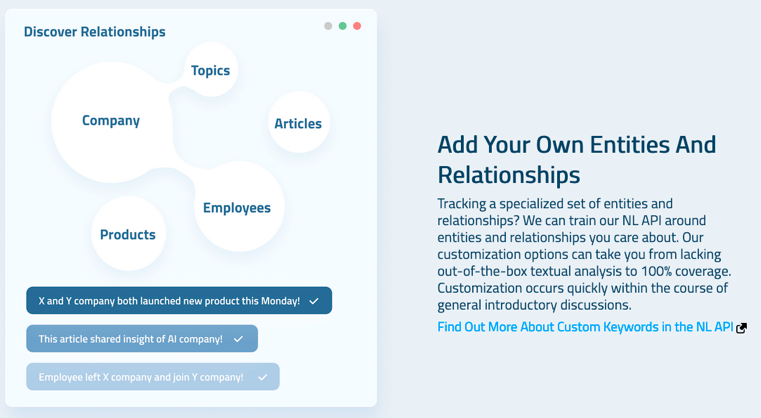 Discover Relationships
Topics
Company
Articles
Employees
Products
X and Y company both launched new product this Monday!
This article shared insight of AI company!
Employee left X company and join Y company!
Add Your Own Entities And
Relationships
Tracking a specialized set of entities and
relationships? We can train our NL API around
entities and relationships you care about. Our
customization options can take you from lacking
out-of-the-box textual analysis to 100% coverage.
Customization occurs quickly within the course of
general introductory discussions.
Find Out More About Custom Keywords in the NL API